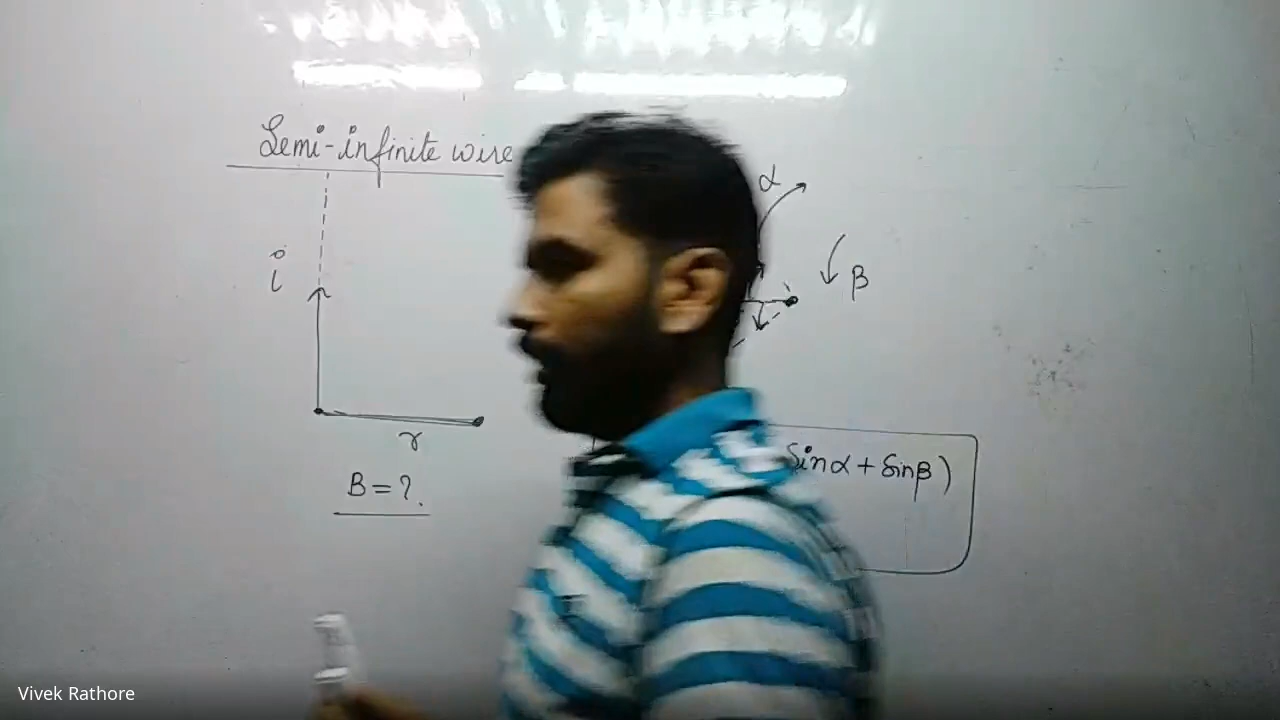 Semi-infinite wire
α
i
β
r
B = ?.
Sinα + Sinβ )
Vivek Rathore